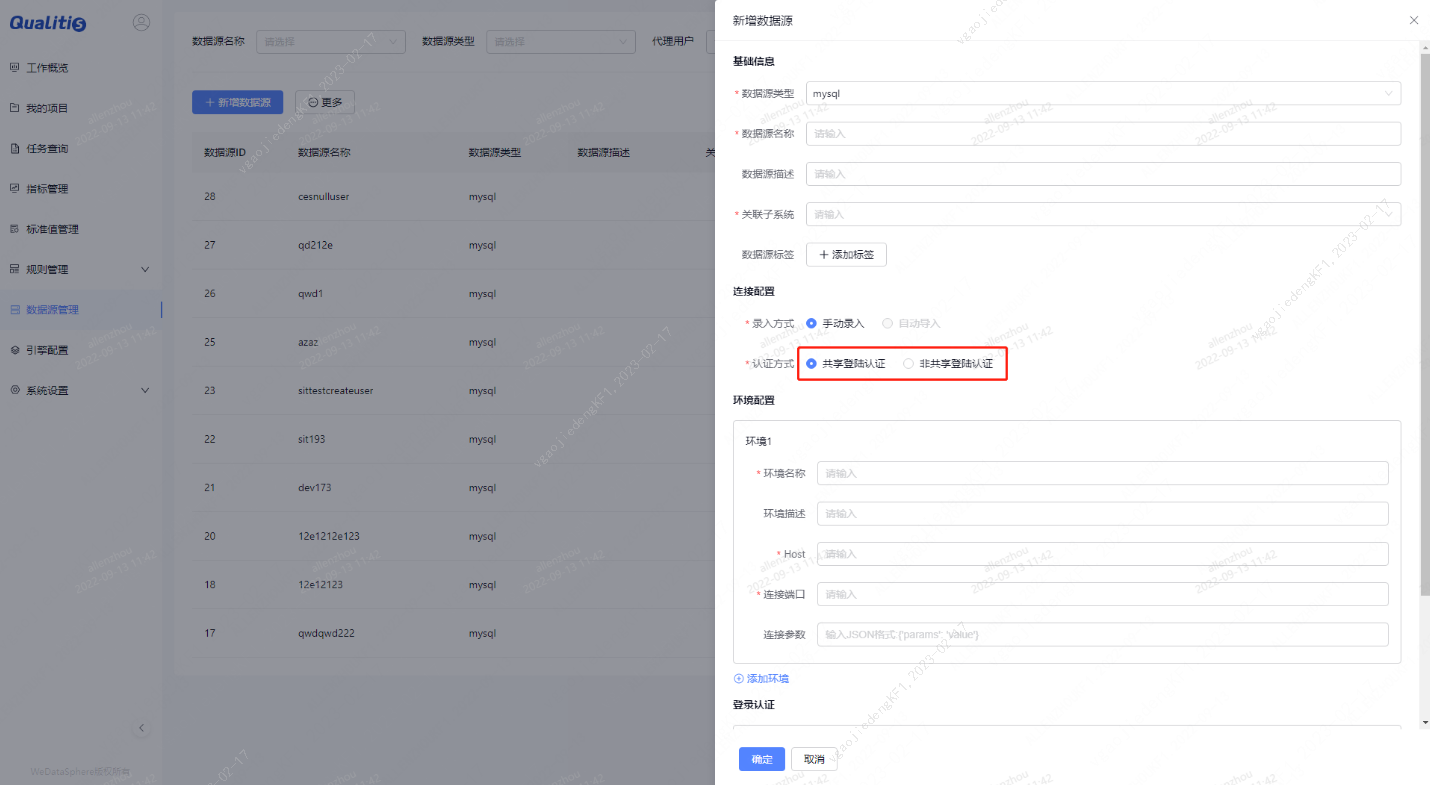 Qualitis
工作概览
我的项目
任务查询
指标管理
标准值管理
规则管理
数据源管理
引擎配置
系统设置
WeDataSphere版权所有
数据源名称 请选择 数据源类型 请选择 代理用户
+ 新增数据源 更多
数据源ID 数据源名称 数据源类型 数据源描述 关
28 cesnulluser mysql
27 qd212e mysql
26 qwd1 mysql
25 azaz mysql
23 sittestcreateuser mysql
22 sit193 mysql
21 dev173 mysql
20 12e1212e123 mysql
18 12e12123 mysql
17 qwdqwd222 mysql
新增数据源
基础信息
* 数据源类型 mysql
* 数据源名称 请输入
数据源描述 请输入
* 关联子系统 请输入
数据源标签 + 添加标签
连接配置
* 录入方式 手动录入 自动导入
* 认证方式 共享登陆认证 非共享登陆认证
环境配置
环境1
* 环境名称 请输入
环境描述 请输入
* Host 请输入
* 连接端口 请输入
连接参数 输入JSON格式:{'params': 'value'}
添加环境
登录认证
确定 取消
allenzhou
2022-09-13 11:42
vgaojiedengKF1, 2023-02-17